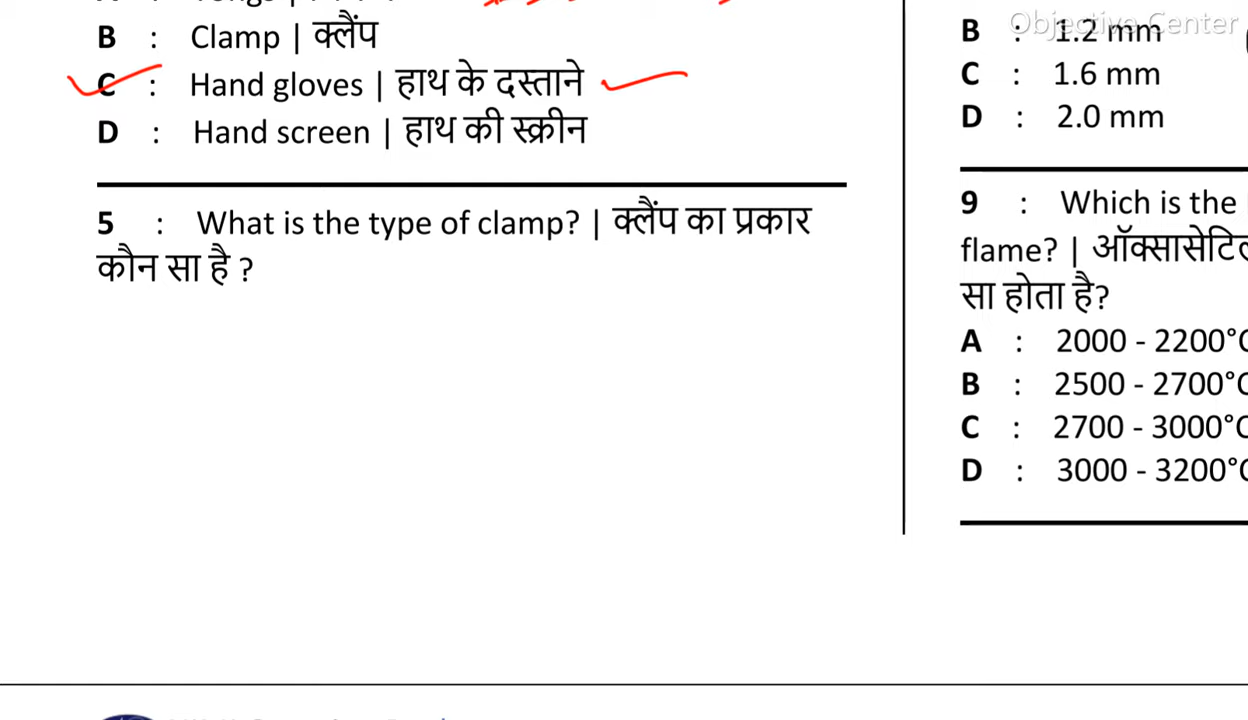 B : Clamp | क्लैंप
C : Hand gloves | हाथ के दस्ताने
D : Hand screen | हाथ की स्क्रीन
5 : What is the type of clamp? | क्लैंप का प्रकार
कौन सा है ?
Objective Center
B : 1.2 mm
C : 1.6 mm
D : 2.0 mm
9 : Which is the
flame? |
सा होता है?
A : 2000 - 2200°C
B : 2500 - 2700°C
C : 2700 - 3000°C
D : 3000 - 3200°C